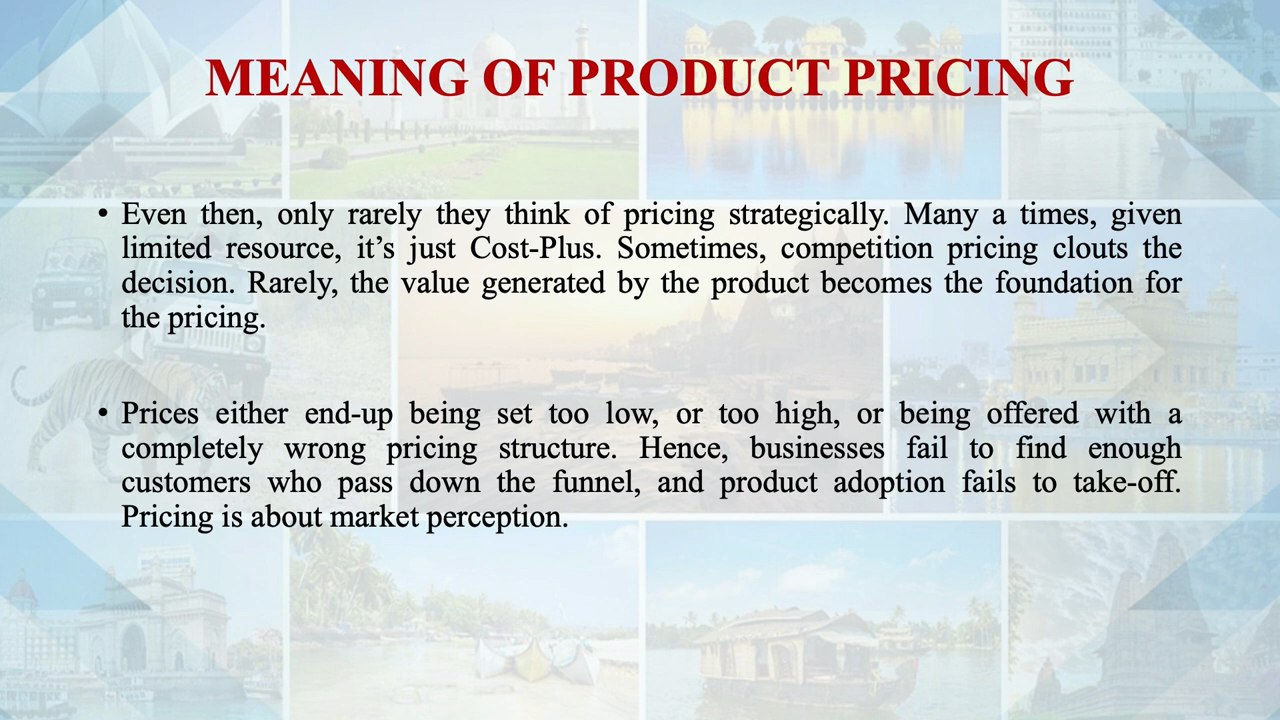 MEANING OF PRODUCT PRICING
• Even then, only rarely they think of pricing strategically. Many a times, given
limited resource, it’s just Cost-Plus. Sometimes, competition pricing clouts the
decision. Rarely, the value generated by the product becomes the foundation for
the pricing.
• Prices either end-up being set too low, or too high, or being offered with a
completely wrong pricing structure. Hence, businesses fail to find enough
customers who pass down the funnel, and product adoption fails to take-off.
Pricing is about market perception.